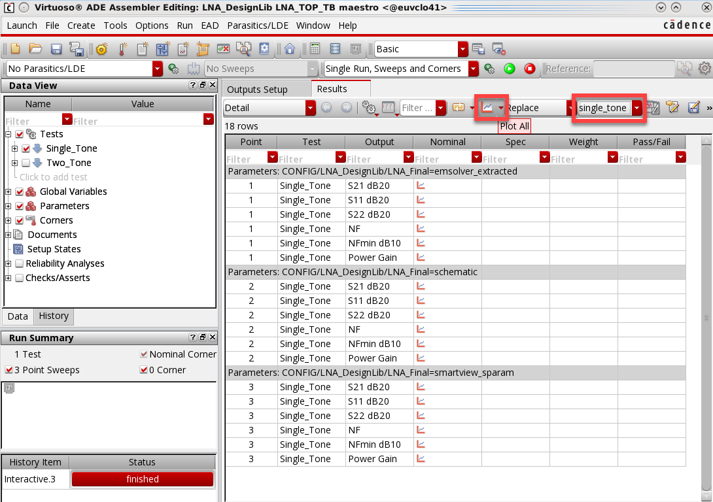 Virtuoso® ADE Assembler Editing: LNA_DesignLib LNA_TOP_TB maestro <@euvclo41>
Launch File Create Tools Options Run EAD Parasitics/LDE Window Help cādence
Basic
No Parasitics/LDE No Sweeps Single Run, Sweeps and Corners Reference:
Data View
Name Value
Filter Filter
Tests
Single_Tone
Two_Tone
Click to add test
Global Variables
Parameters
Corners
Documents
Setup States
Reliability Analyses
Checks/Asserts
Data History
Run Summary
1 Test Nominal Corner
3 Point Sweeps 0 Corner
History Item Status
Interactive.3 finished
Outputs Setup Results
Detail Filter ... Replace single_tone »
18 rows Plot All
Point Test Output Nominal Spec Weight Pass/Fail
Filter Filter Filter Filter Filter Filter Filter
Parameters: CONFIG/LNA_DesignLib/LNA_Final=emsolver_extracted
1 Single_Tone S21 dB20
1 Single_Tone S11 dB20
1 Single_Tone S22 dB20
1 Single_Tone NF
1 Single_Tone NFmin dB10
1 Single_Tone Power Gain
Parameters: CONFIG/LNA_DesignLib/LNA_Final=schematic
2 Single_Tone S21 dB20
2 Single_Tone S11 dB20
2 Single_Tone S22 dB20
2 Single_Tone NF
2 Single_Tone NFmin dB10
2 Single_Tone Power Gain
Parameters: CONFIG/LNA_DesignLib/LNA_Final=smartview_sparam
3 Single_Tone S21 dB20
3 Single_Tone S11 dB20
3 Single_Tone S22 dB20
3 Single_Tone NF
3 Single_Tone NFmin dB10
3 Single_Tone Power Gain